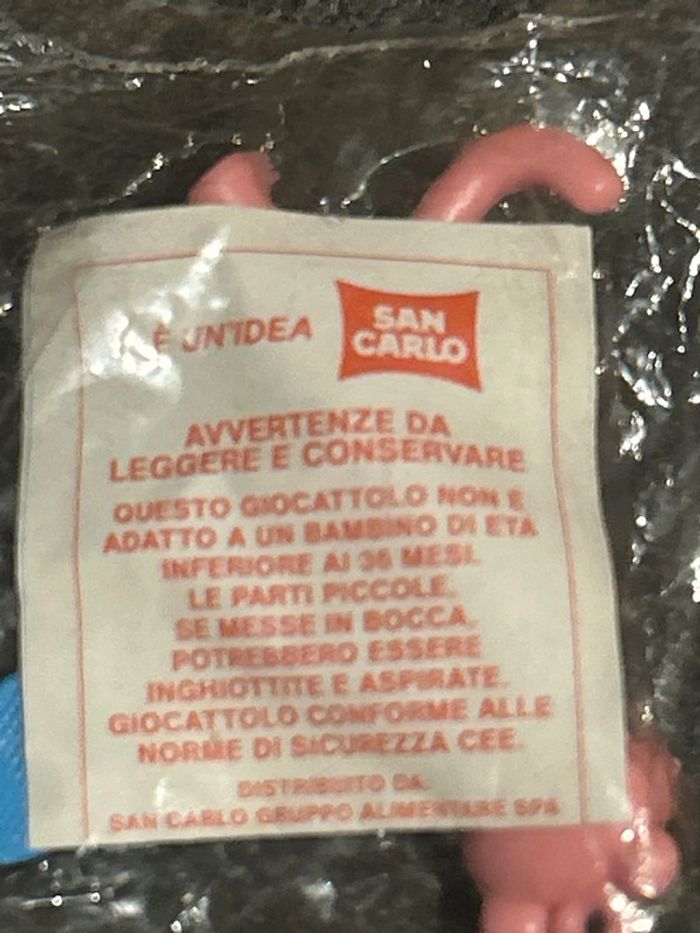 È UN'IDEA
SAN
CARLO
AVVERTENZE DA
LEGGERE E CONSERVARE
QUESTO GIOCATTOLO NON E
ADATTO A UN BAMBINO DI ETA
INFERIORE AI 36 MESI.
LE PARTI PICCOLE,
SE MESSE IN BOCCA,
POTREBBERO ESSERE
INGHIOTTITE E ASPIRATE.
GIOCATTOLO CONFORME ALLE
NORME DI SICUREZZA CEE.
DISTRIBUITO DA:
SAN CARLO GRUPPO ALIMENTARE SPA